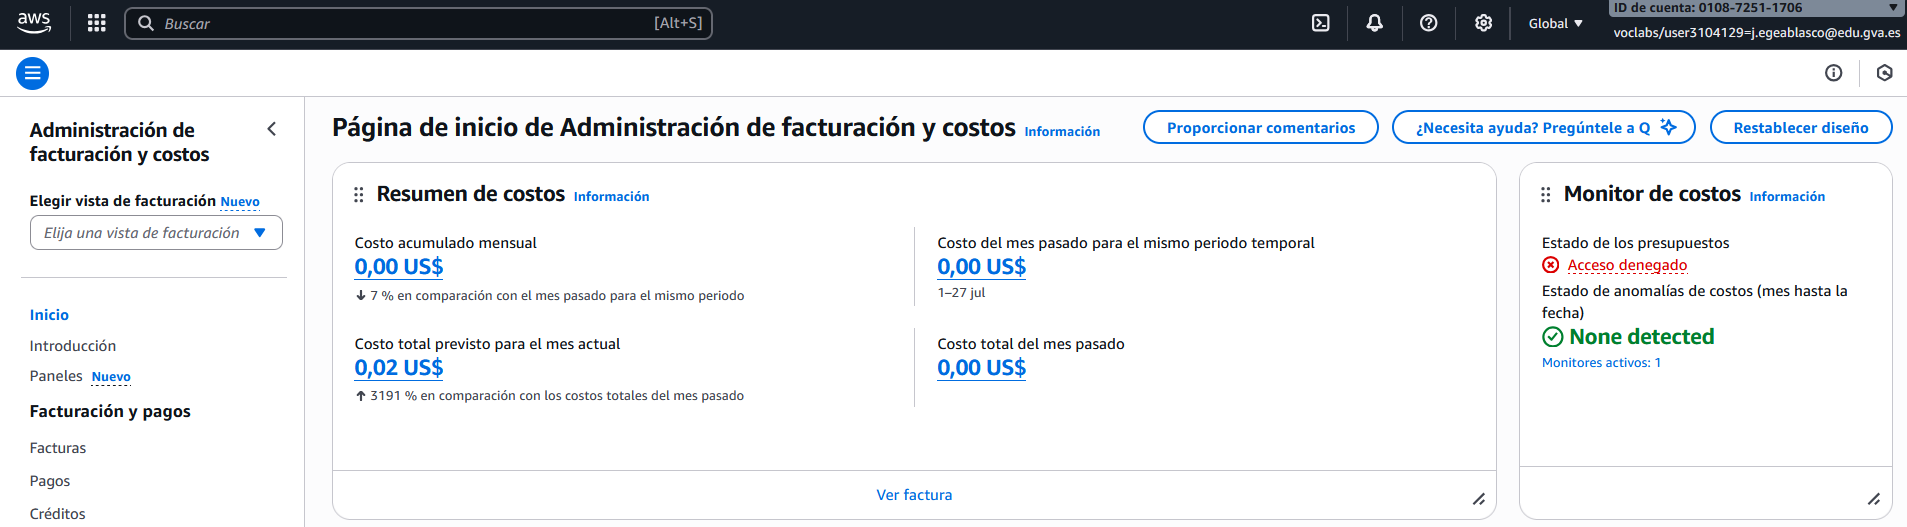 aws
Buscar
[Alt+S]
Global
ID de cuenta: 0108-7251-1706
voclabs/user3104129=j.egeablasco@edu.gva.es
Administración de
facturación y costos
Elegir vista de facturación Nuevo
Elija una vista de facturación
Inicio
Introducción
Paneles Nuevo
Facturación y pagos
Facturas
Pagos
Créditos
Página de inicio de Administración de facturación y costos Información
Proporcionar comentarios
¿Necesita ayuda? Pregúntele a Q
Restablecer diseño
Resumen de costos Información
Costo acumulado mensual
0,00 US$
7 % en comparación con el mes pasado para el mismo periodo
Costo del mes pasado para el mismo periodo temporal
0,00 US$
1–27 jul
Costo total previsto para el mes actual
0,02 US$
3191 % en comparación con los costos totales del mes pasado
Costo total del mes pasado
0,00 US$
Ver factura
Monitor de costos Información
Estado de los presupuestos
Acceso denegado
Estado de anomalías de costos (mes hasta la
fecha)
None detected
Monitores activos: 1